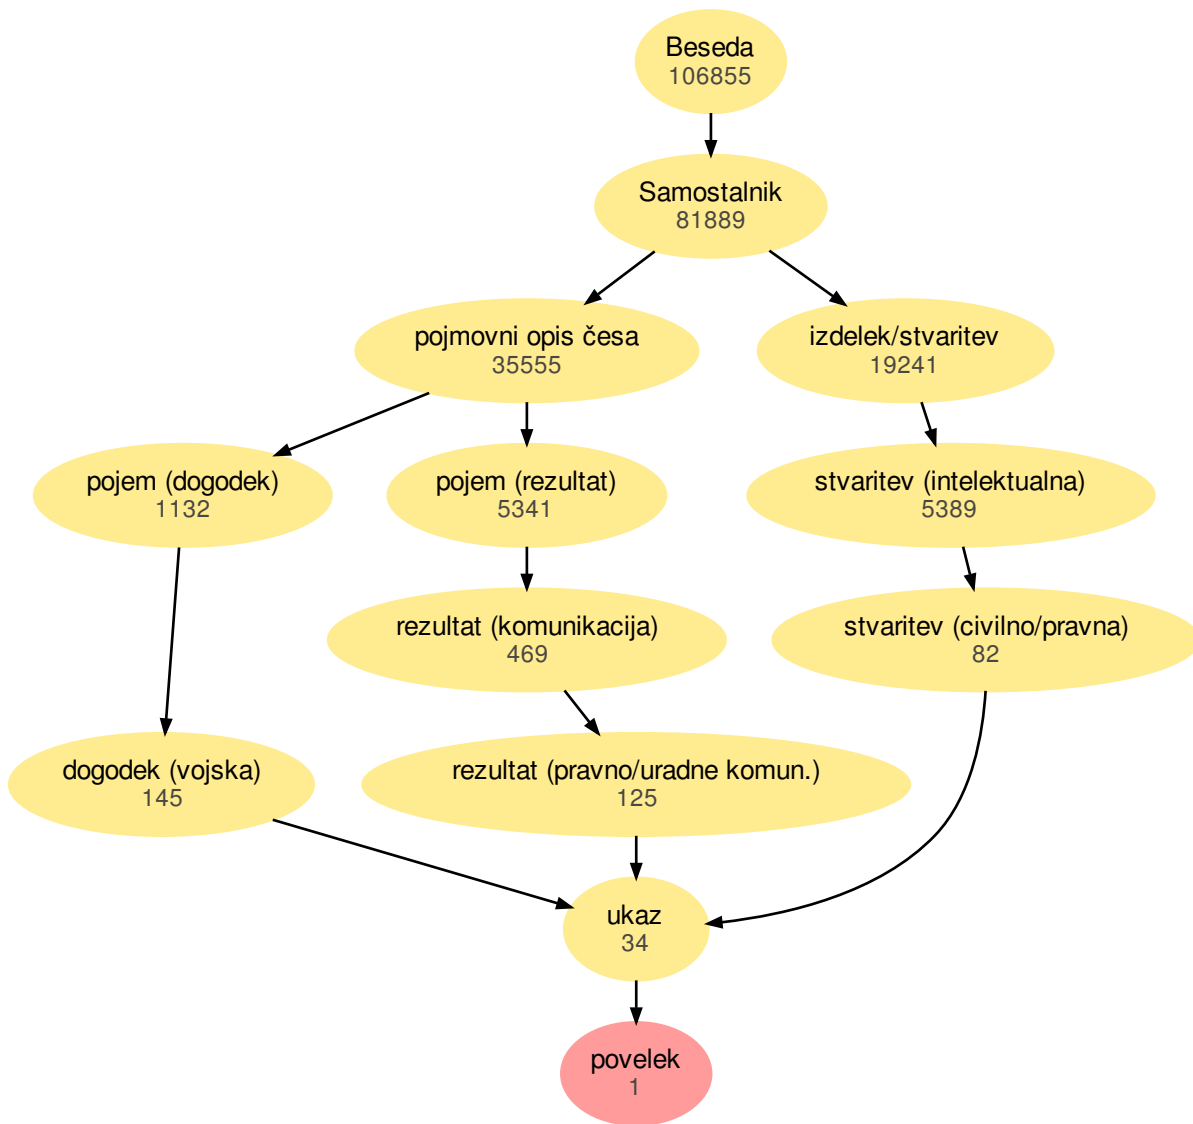 Beseda
106855
Samostalnik
81889
pojmovni opis česa
35555
izdelek/stvaritev
19241
pojem (dogodek)
1132
pojem (rezultat)
5341
stvaritev (intelektualna)
5389
rezultat (komunikacija)
469
stvaritev (civilno/pravna)
82
dogodek (vojska)
145
rezultat (pravno/uradne komun.)
125
ukaz
34
povelek
1